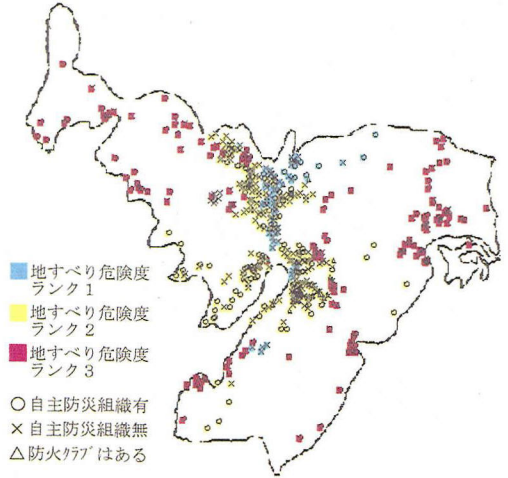 地すべり危険度
ランク1
地すべり危険度
ランク2
地すべり危険度
ランク3
○自主防災組織有
×自主防災組織無
△防火クラブはある